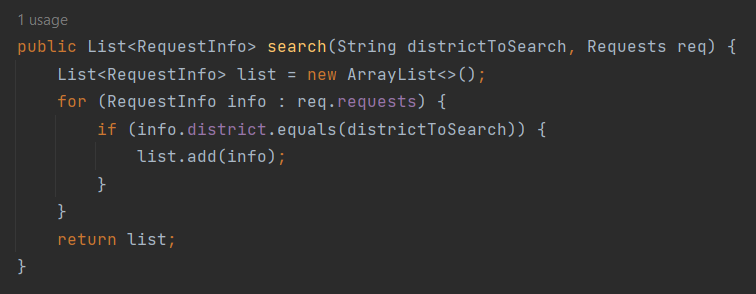 1 usage
public List<RequestInfo> search(String districtToSearch, Requests req) {
List<RequestInfo> list = new ArrayList<>();
for (RequestInfo info : req.requests) {
if (info.district.equals(districtToSearch)) {
list.add(info);
}
}
return list;
}